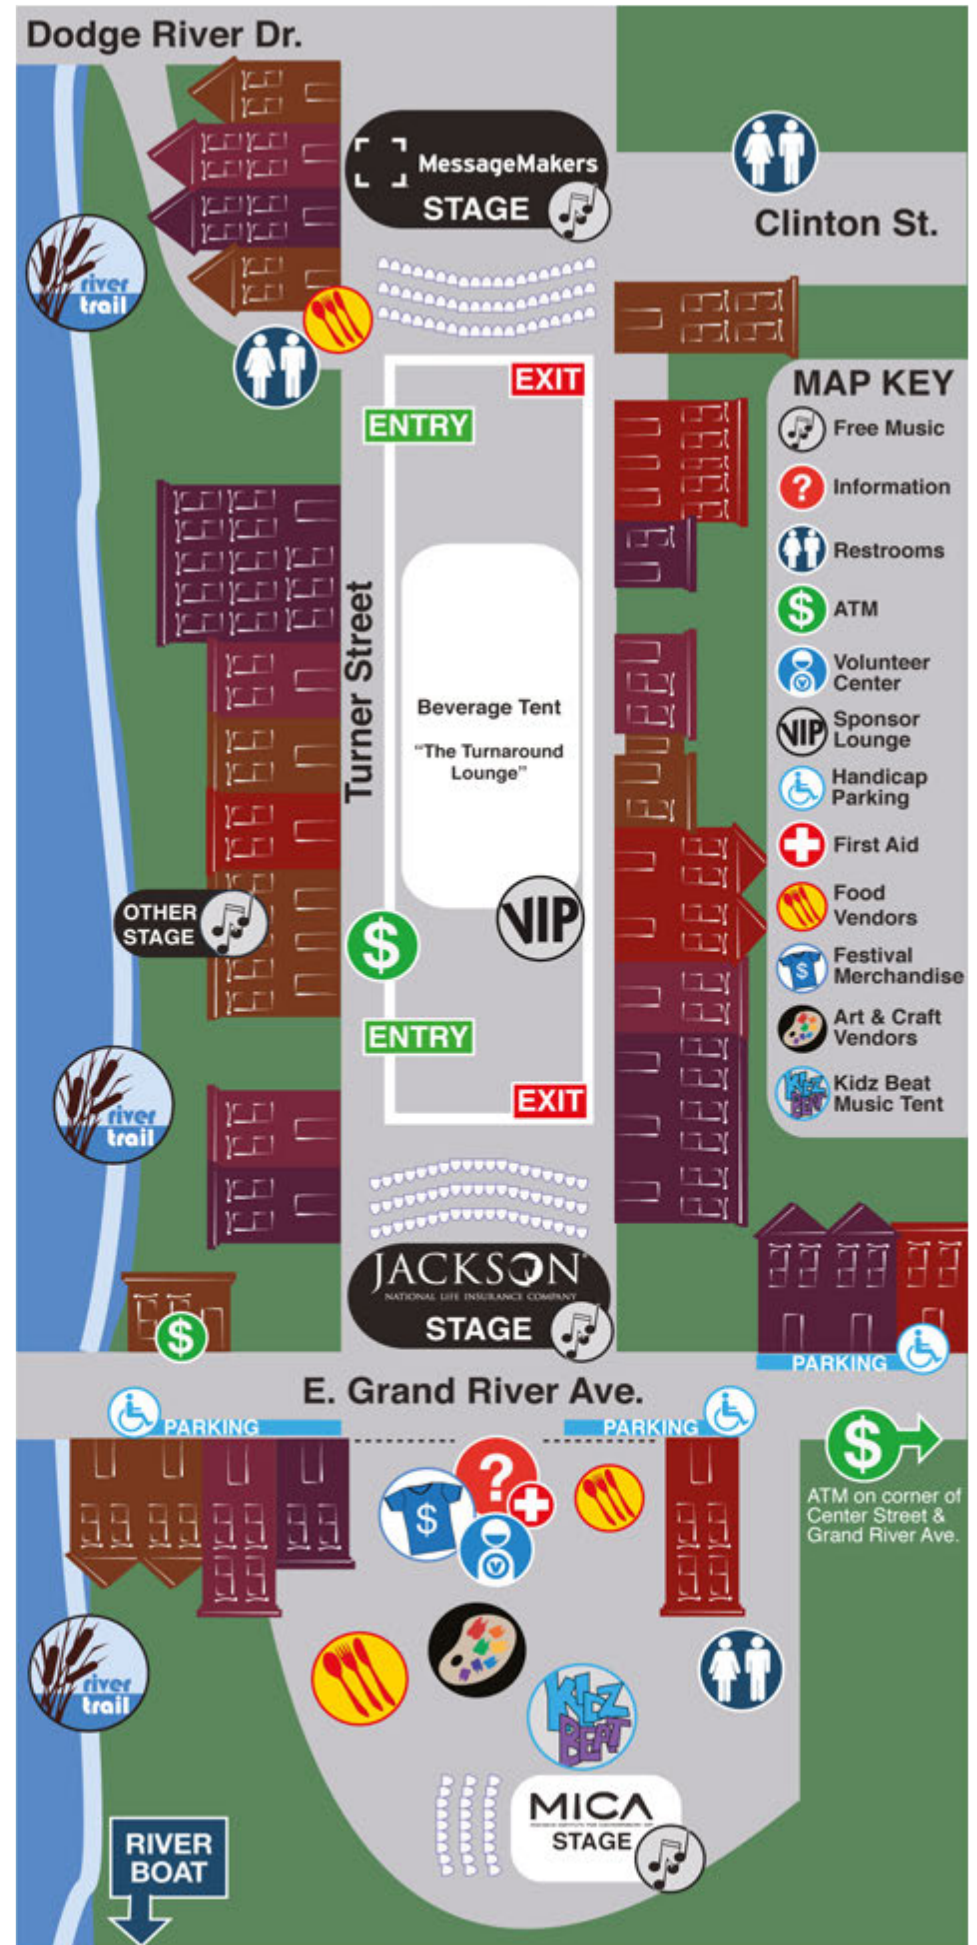 Dodge River Dr.
MessageMakers
STAGE
Clinton St.
river
trail
EXIT
ENTRY
MAP KEY
Free Music
Information
Restrooms
ATM
Volunteer
Center
VIP
Sponsor
Lounge
Handicap
Parking
First Aid
Food
Vendors
Festival
Merchandise
Art & Craft
Vendors
KIDZ
BEAT
Kidz Beat
Music Tent
Turner Street
Beverage Tent
“The Turnaround
Lounge”
OTHER
STAGE
$
VIP
ENTRY
EXIT
river
trail
JACKSON
NATIONAL LIFE INSURANCE COMPANY
STAGE
$
PARKING
E. Grand River Ave.
PARKING
PARKING
$
ATM on corner of
Center Street &
Grand River Ave.
?
$
V
river
trail
KIDZ
BEAT
MICA
STAGE
RIVER
BOAT